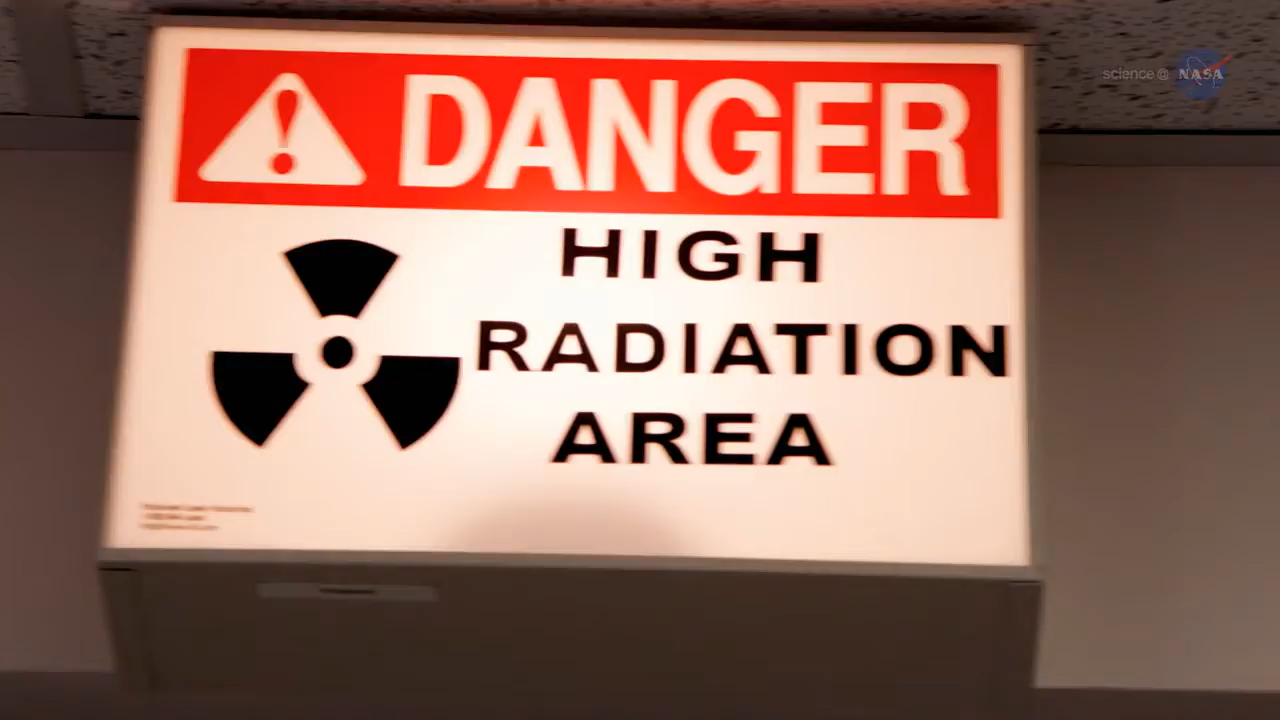 science@ NASA
DANGER
HIGH
RADIATION
AREA